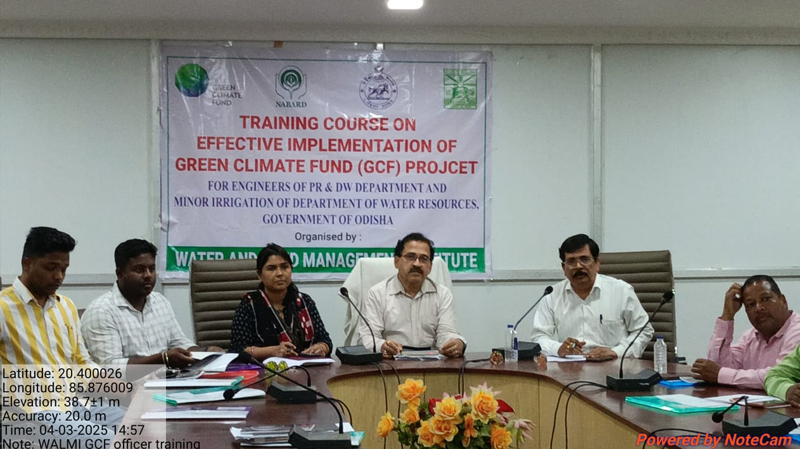 GREEN
CLIMATE
FUND
NABARD
TRAINING COURSE ON
EFFECTIVE IMPLEMENTATION OF
GREEN CLIMATE FUND (GCF) PROJCET
FOR ENGINEERS OF PR & DW DEPARTMENT AND
MINOR IRRIGATION OF DEPARTMENT OF WATER RESOURCES,
GOVERNMENT OF ODISHA
Organised by :
WATER AND MANAGEMENT INSTITUTE
Latitude: 20.400026
Longitude: 85.876009
Elevation: 38.7±1 m
Accuracy: 20.0 m
Time: 04-03-2025 14:57
Note: WALMI GCF officer training
Powered by NoteCam